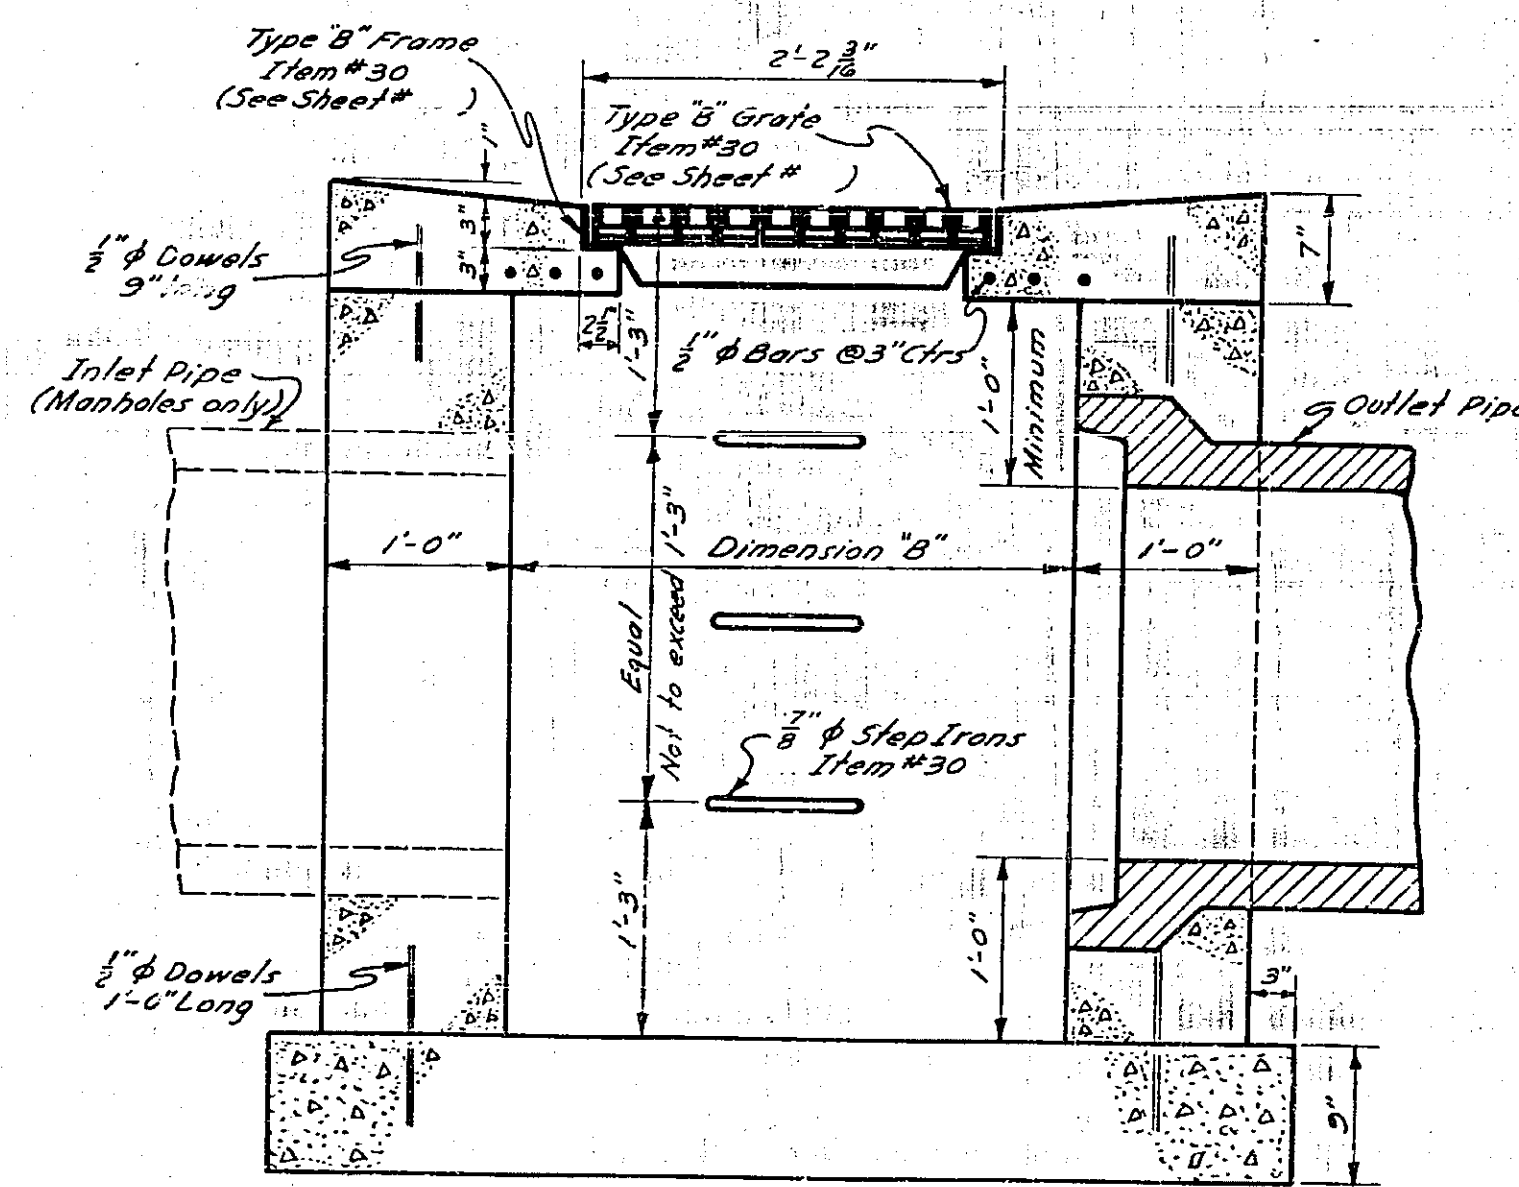 Type "B" Frame
Item #30
(See Sheet # )
2'-2 3/16"
Type "B" Grate
Item #30
(See Sheet # )
1"
3"
3"
7"
1/2" ϕ Dowels
9" long
2 1/2"
1'-3"
1/2" ϕ Bars @ 3" Ctrs
1'-0"
Minimum
Inlet Pipe
(Manholes only)
Outlet Pipe
1'-0"
Dimension "B"
1'-0"
Equal
Not to exceed 1'-3"
7/8" ϕ Step Irons
Item #30
1'-3"
1'-0"
1/2" ϕ Dowels
1'-0" Long
3"
9"